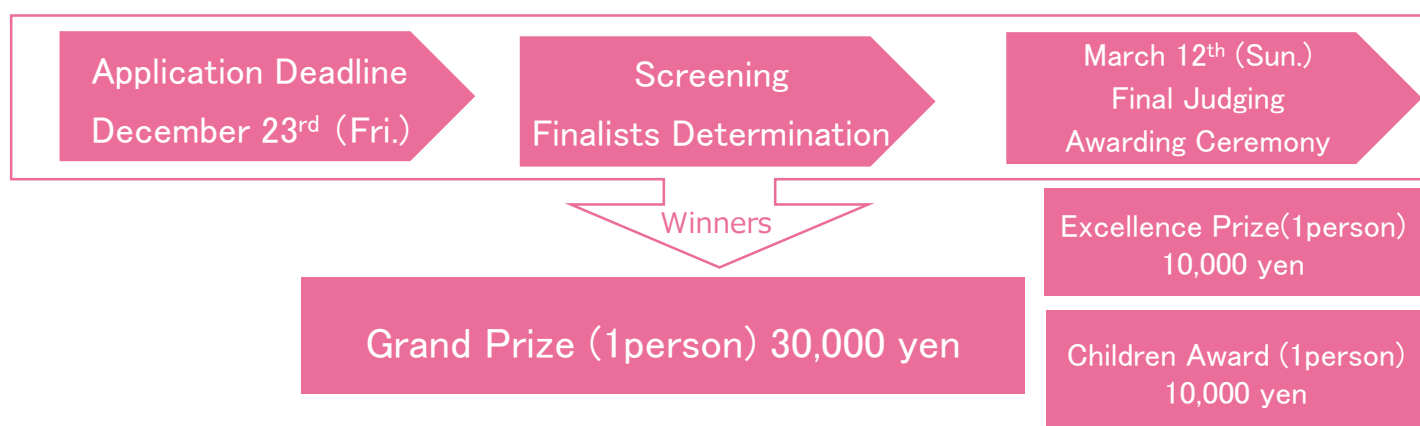 Application Deadline
December 23rd (Fri.)
Screening
Finalists Determination
March 12th (Sun.)
Final Judging
Awarding Ceremony
Winners
Grand Prize (1person) 30,000 yen
Excellence Prize(1person)
10,000 yen
Children Award (1person)
10,000 yen